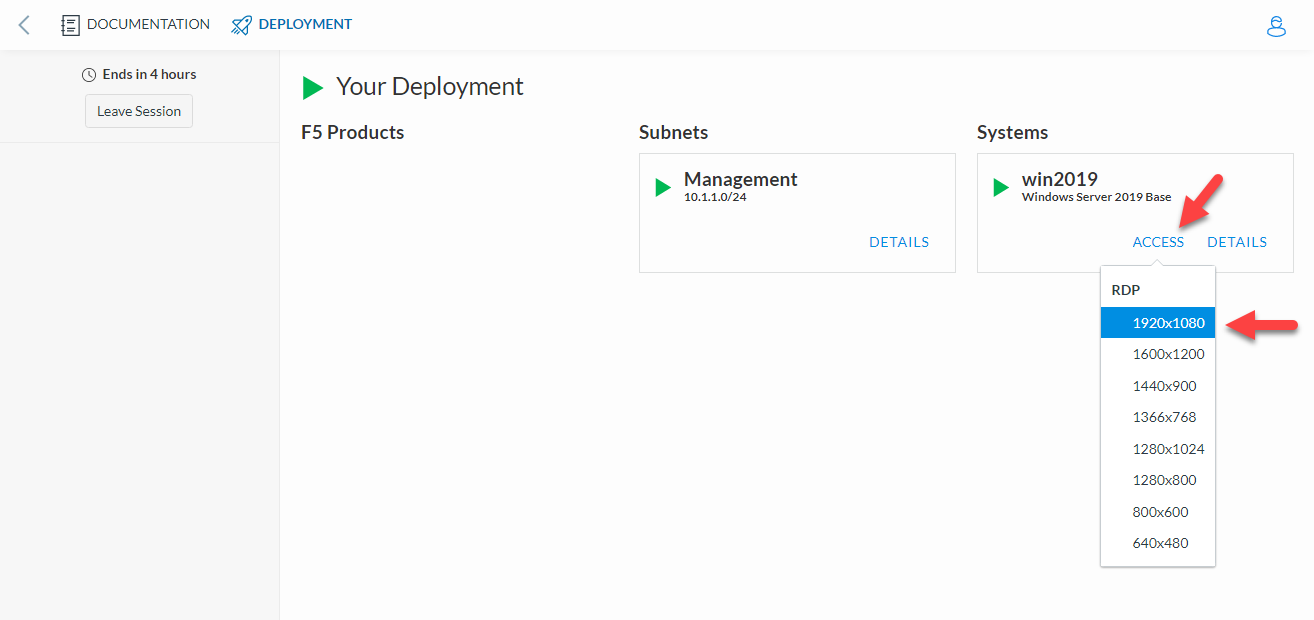 DOCUMENTATION
DEPLOYMENT
Ends in 4 hours
Leave Session
Your Deployment
F5 Products
Subnets
Management
10.1.1.0/24
DETAILS
Systems
win2019
Windows Server 2019 Base
ACCESS
DETAILS
RDP
1920x1080
1600x1200
1440x900
1366x768
1280x1024
1280x800
800x600
640x480